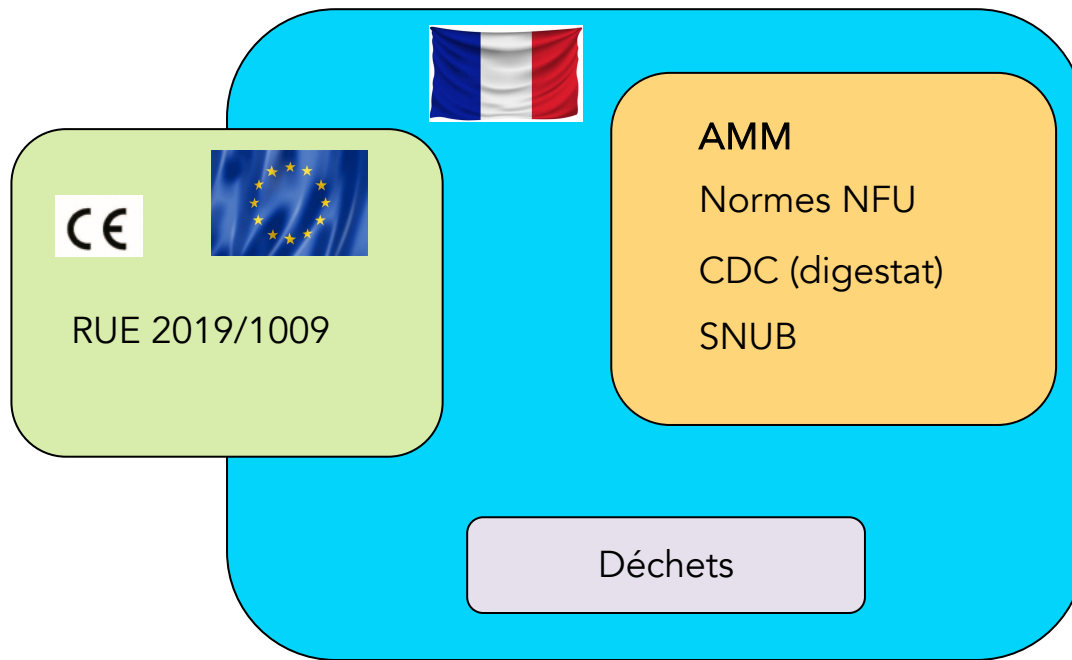 CE
RUE 2019/1009
AMM
Normes NFU
CDC (digestat)
SNUB
Déchets